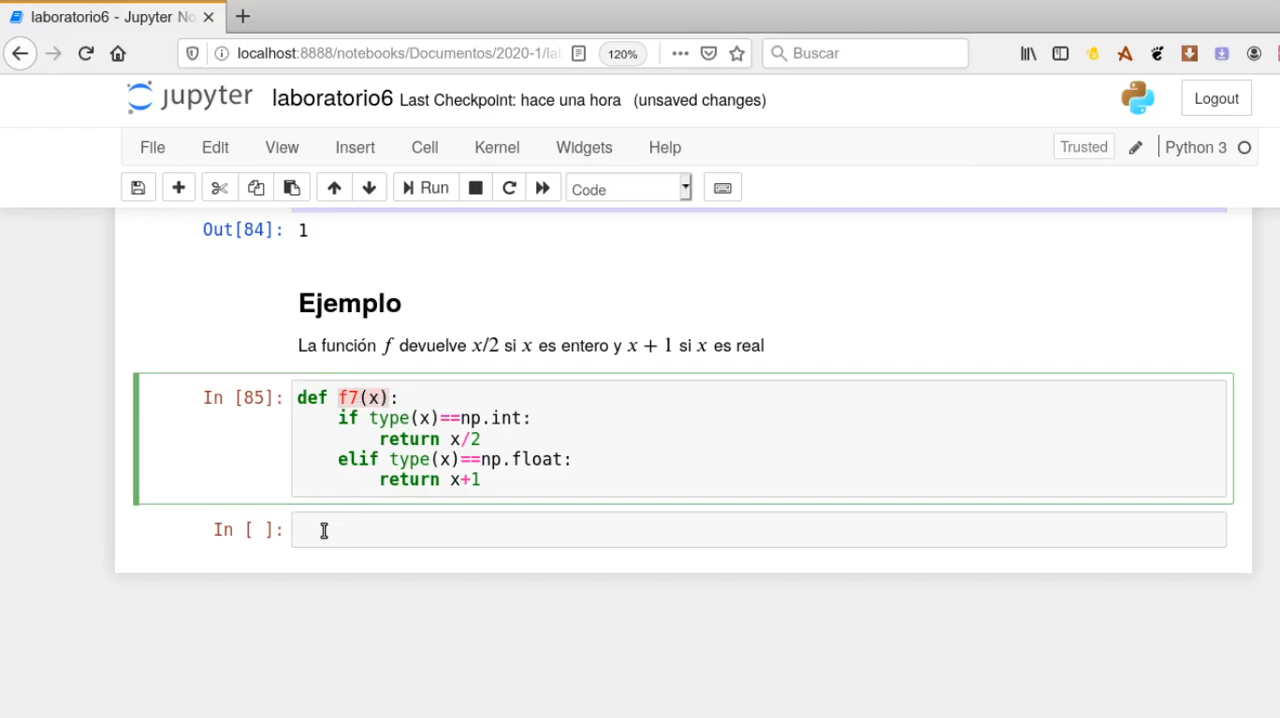 laboratorio6 - Jupyter No
localhost:8888/notebooks/Documentos/2020-1/la
120%
Buscar
jupyter
laboratorio6 Last Checkpoint: hace una hora (unsaved changes)
Logout
File Edit View Insert Cell Kernel Widgets Help
Trusted
Python 3
Run
Code
Out[84]: 1
Ejemplo
La función f devuelve x/2 si x es entero y x + 1 si x es real
In [85]: def f7(x):
if type(x)==np.int:
return x/2
elif type(x)==np.float:
return x+1
In [ ]: